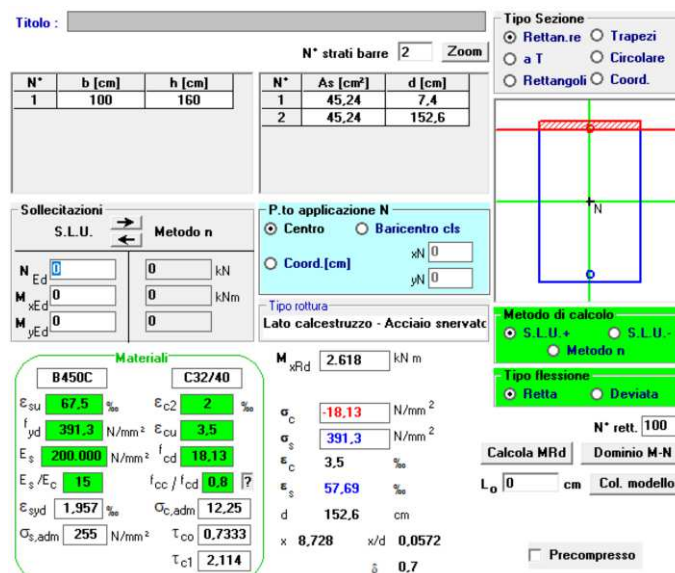 Titolo :
N° strati barre 2 Zoom
N° b [cm] h [cm]
1 100 160
N° As [cm²] d [cm]
1 45,24 7,4
2 45,24 152,6
Tipo Sezione
Rettan.re Trapezi
a T Circolare
Rettangoli Coord.
N
Sollecitazioni
S.L.U. Metodo n
N Ed 0 0 kN
M xEd 0 0 kNm
M yEd 0 0
P.to applicazione N
Centro Baricentro cls
Coord.[cm] xN 0
yN 0
Tipo rottura
Lato calcestruzzo - Acciaio snervato
Metodo di calcolo
S.L.U.+ S.L.U.-
Metodo n
Tipo flessione
Retta Deviata
N° rett. 100
Calcola MRd Dominio M-N
L₀ 0 cm Col. modello
Precompresso
Materiali
B450C C32/40
εsu 67,5 ‰ εc2 2 ‰
fyd 391,3 N/mm² εcu 3,5
Es 200.000 N/mm² fcd 18,13
Es /Ec 15 fcc / fcd 0,8 ?
εsyd 1,957 ‰ σc,adm 12,25
σs,adm 255 N/mm² τco 0,7333
τc1 2,114
M xRd 2.618 kN m
σc -18,13 N/mm²
σs 391,3 N/mm²
εc 3,5 ‰
εs 57,69 ‰
d 152,6 cm
x 8,728 x/d 0,0572
δ 0,7